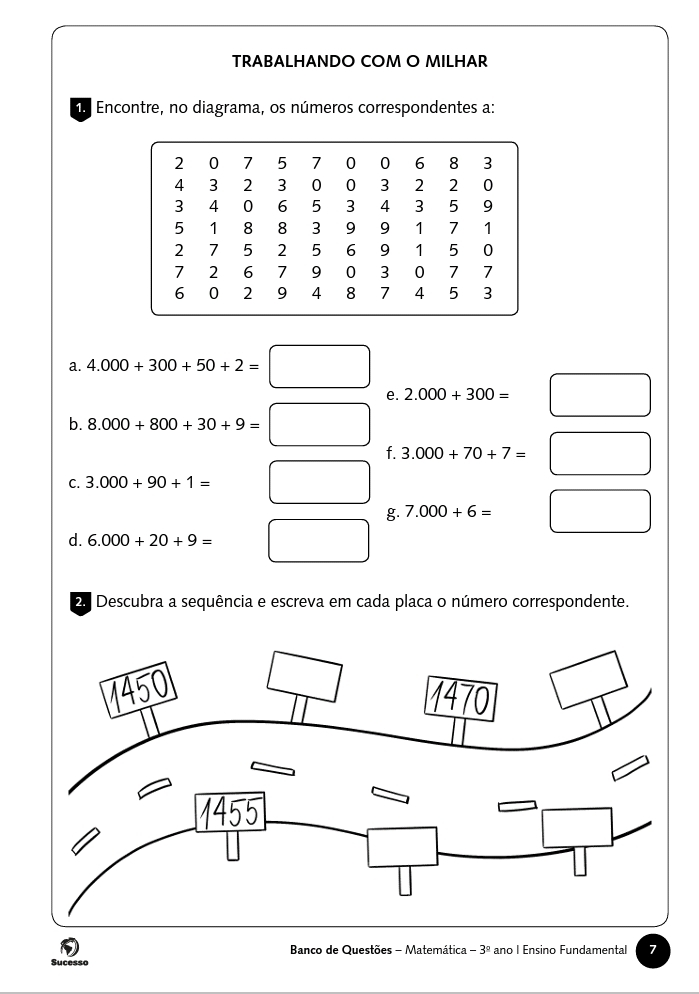 TRABALHANDO COM O MILHAR
1. Encontre, no diagrama, os números correspondentes a:
2 0 7 5 7 0 0 6 8 3
4 3 2 3 0 0 3 2 2 0
3 4 0 6 5 3 4 3 5 9
5 1 8 8 3 9 9 1 7 1
2 7 5 2 5 6 9 1 5 0
7 2 6 7 9 0 3 0 7 7
6 0 2 9 4 8 7 4 5 3
a. 4.000 + 300 + 50 + 2 =
b. 8.000 + 800 + 30 + 9 =
c. 3.000 + 90 + 1 =
d. 6.000 + 20 + 9 =
e. 2.000 + 300 =
f. 3.000 + 70 + 7 =
g. 7.000 + 6 =
2. Descubra a sequência e escreva em cada placa o número correspondente.
1450
1470
1455
Sucesso
Banco de Questões – Matemática – 3º ano | Ensino Fundamental 7